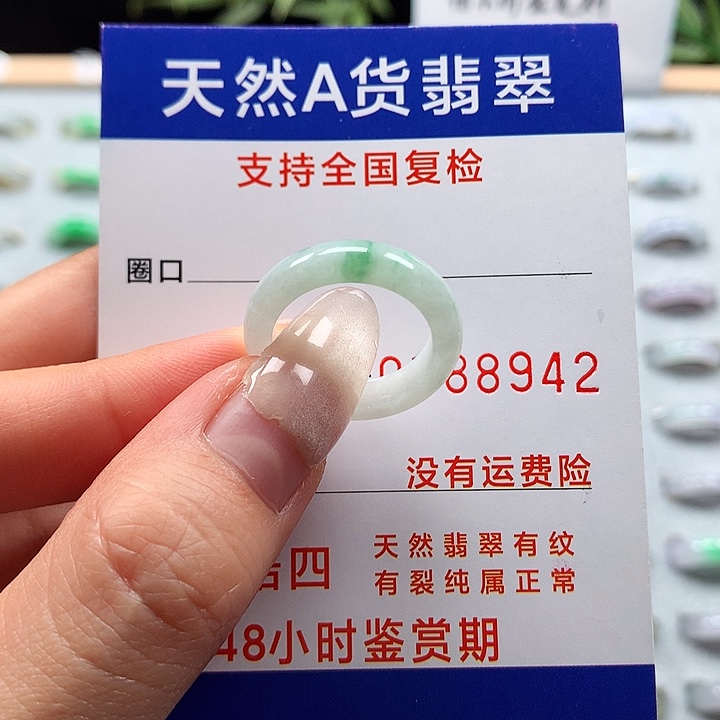 天然A货翡翠
支持全国复检
圈口
88942
没有运费险
四
天然翡翠有纹
有裂纯属正常
48小时鉴赏期